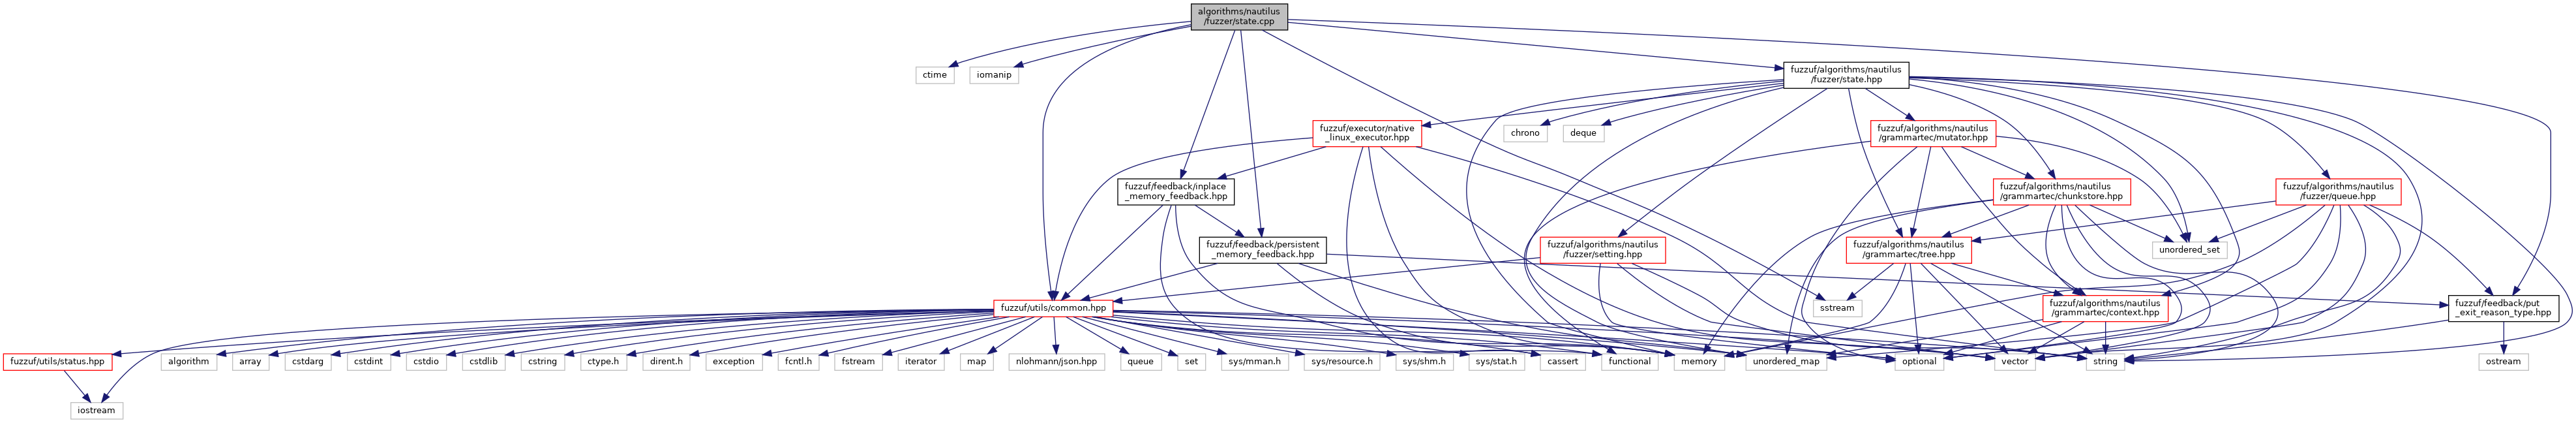 algorithms/nautilus
/fuzzer/state.cpp
ctime
iomanip
fuzzuf/algorithms/nautilus
/fuzzer/state.hpp
fuzzuf/executor/native
_linux_executor.hpp
chrono
deque
fuzzuf/algorithms/nautilus
/grammartec/mutator.hpp
fuzzuf/feedback/inplace
_memory_feedback.hpp
fuzzuf/algorithms/nautilus
/grammartec/chunkstore.hpp
fuzzuf/algorithms/nautilus
/fuzzer/queue.hpp
fuzzuf/feedback/persistent
_memory_feedback.hpp
fuzzuf/algorithms/nautilus
/fuzzer/setting.hpp
fuzzuf/algorithms/nautilus
/grammartec/tree.hpp
unordered_set
fuzzuf/utils/common.hpp
sstream
fuzzuf/algorithms/nautilus
/grammartec/context.hpp
fuzzuf/feedback/put
_exit_reason_type.hpp
fuzzuf/utils/status.hpp
algorithm
array
cstdarg
cstdint
cstdio
cstdlib
cstring
ctype.h
dirent.h
exception
fcntl.h
fstream
iterator
map
nlohmann/json.hpp
queue
set
sys/mman.h
sys/resource.h
sys/shm.h
sys/stat.h
cassert
functional
memory
unordered_map
optional
vector
string
ostream
iostream